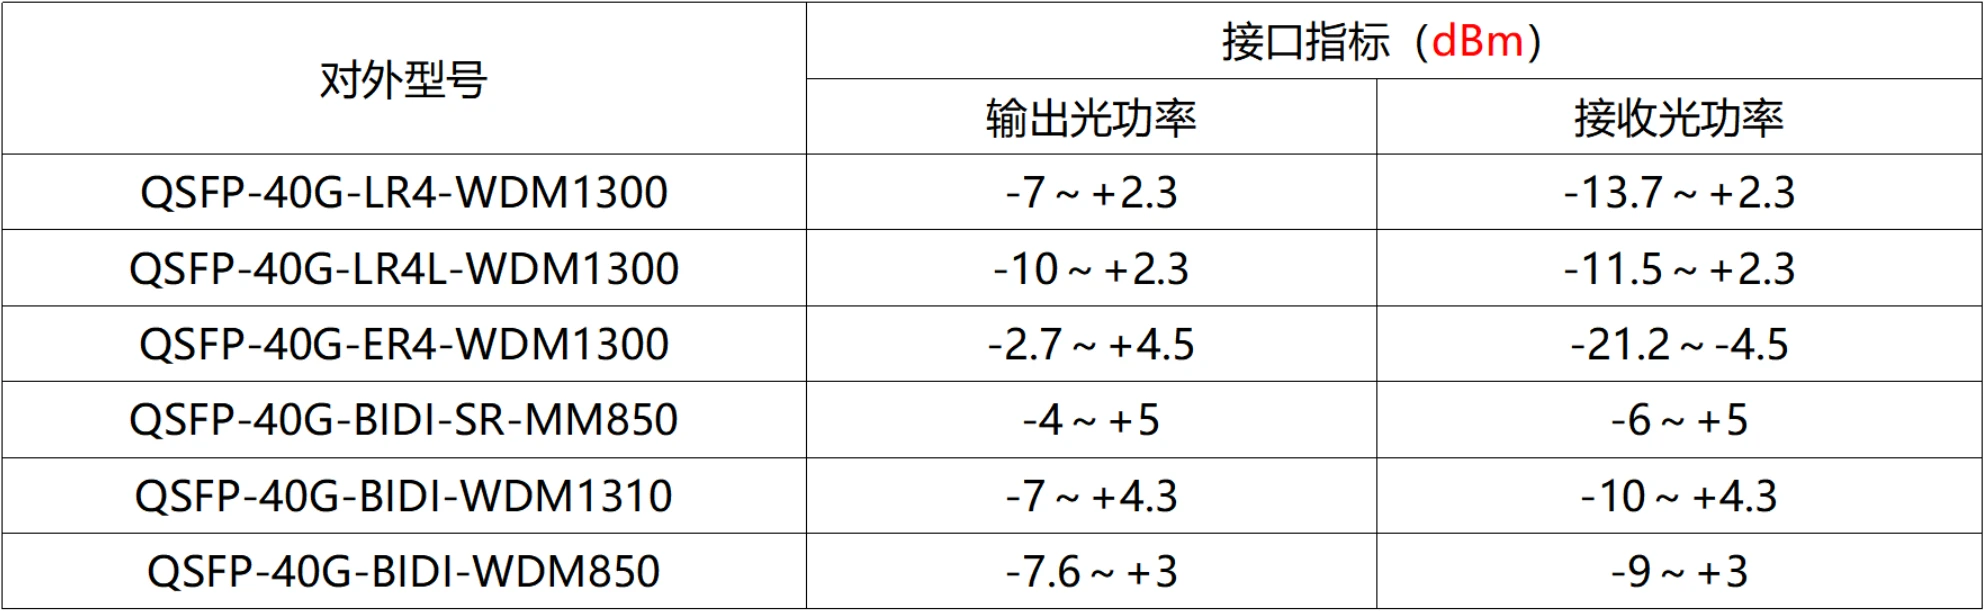 对外型号
接口指标（dBm）
输出光功率 接收光功率
QSFP-40G-LR4-WDM1300 -7～+2.3 -13.7～+2.3
QSFP-40G-LR4L-WDM1300 -10～+2.3 -11.5～+2.3
QSFP-40G-ER4-WDM1300 -2.7～+4.5 -21.2～-4.5
QSFP-40G-BIDI-SR-MM850 -4～+5 -6～+5
QSFP-40G-BIDI-WDM1310 -7～+4.3 -10～+4.3
QSFP-40G-BIDI-WDM850 -7.6～+3 -9～+3